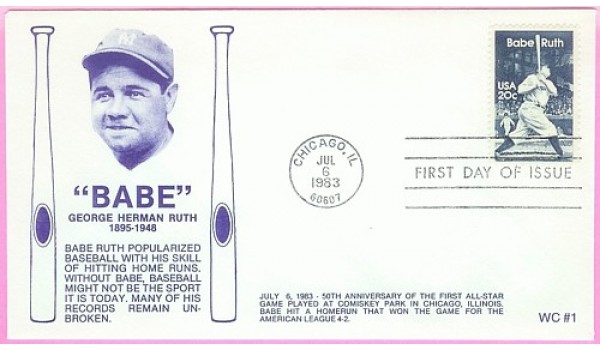 "BABE"
GEORGE HERMAN RUTH
1895-1948
BABE RUTH POPULARIZED
BASEBALL WITH HIS SKILL
OF HITTING HOME RUNS.
WITHOUT BABE, BASEBALL
MIGHT NOT BE THE SPORT
IT IS TODAY. MANY OF HIS
RECORDS REMAIN UN-
BROKEN.
CHICAGO, IL
JUL
6
1983
60607
Babe Ruth
USA
20c
FIRST DAY OF ISSUE
JULY 6, 1983 - 50TH ANNIVERSARY OF THE FIRST ALL-STAR
GAME PLAYED AT COMISKEY PARK IN CHICAGO, ILLINOIS.
BABE HIT A HOMERUN THAT WON THE GAME FOR THE
AMERICAN LEAGUE 4-2.
WC #1